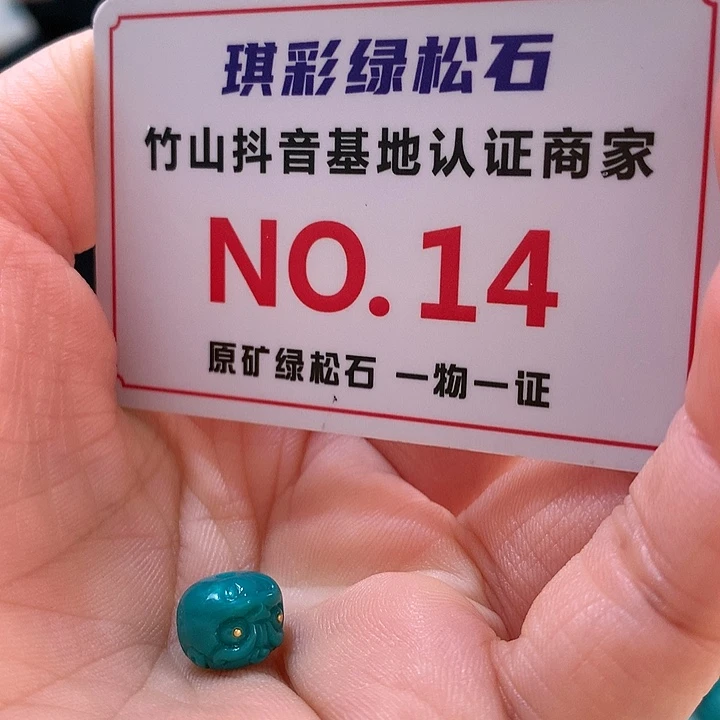 琪彩绿松石
竹山抖音基地认证商家
NO.14
原矿绿松石 一物一证